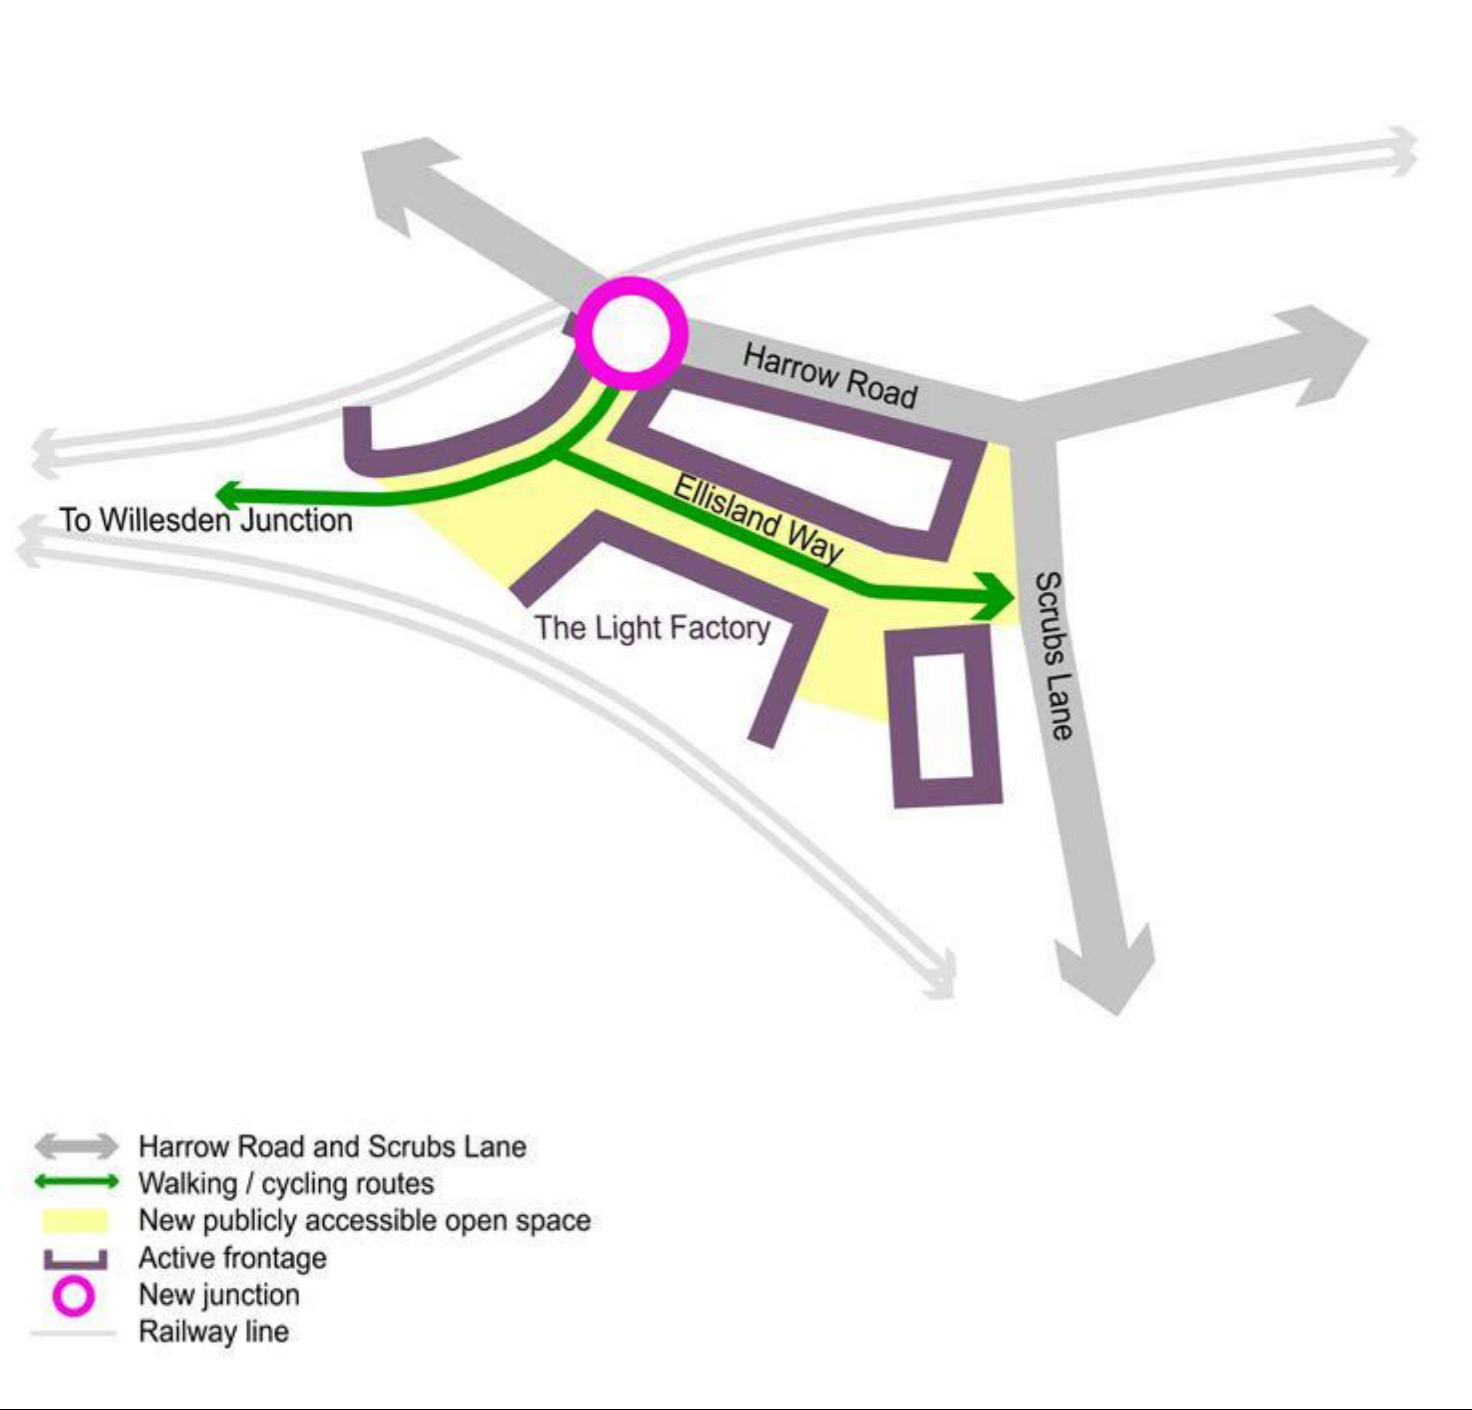 Harrow Road
Ellisland Way
To Willesden Junction
Scrubs Lane
The Light Factory
Harrow Road and Scrubs Lane
Walking / cycling routes
New publicly accessible open space
Active frontage
New junction
Railway line